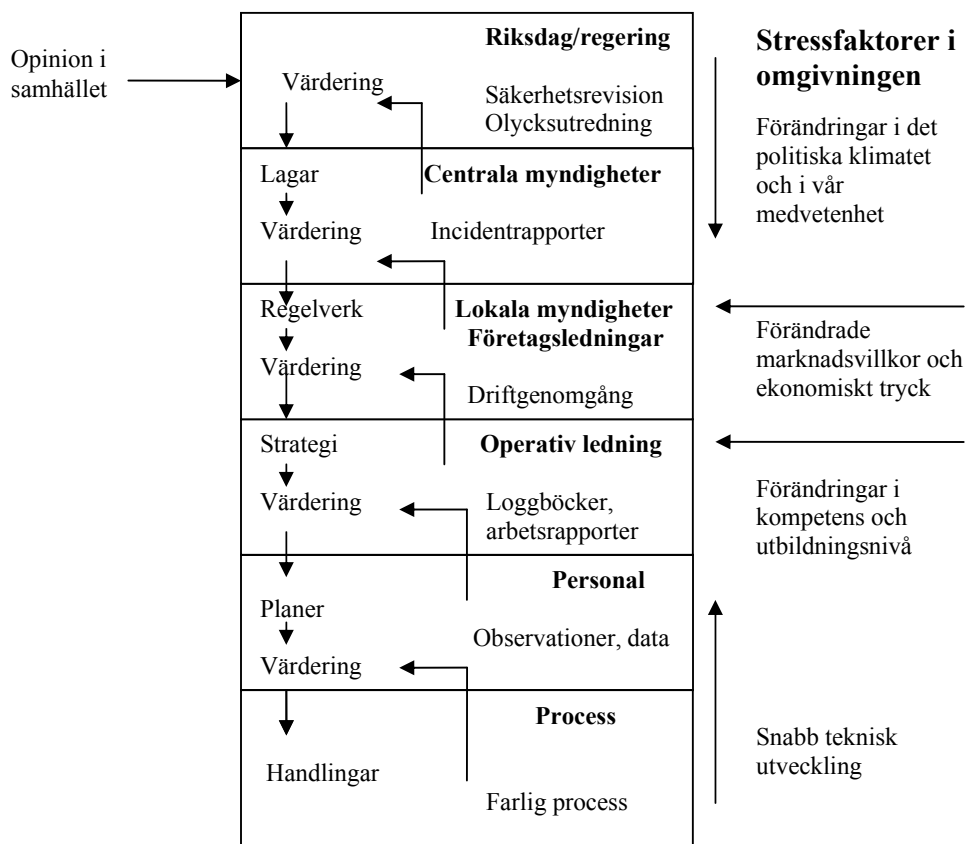 Opinion i
samhället
Riksdag/regering
Värdering
Säkerhetsrevision
Olycksutredning
Lagar
Centrala myndigheter
Värdering
Incidentrapporter
Regelverk
Lokala myndigheter
Företagsledningar
Värdering
Driftgenomgång
Strategi
Operativ ledning
Värdering
Loggböcker,
arbetsrapporter
Personal
Planer
Observationer, data
Värdering
Process
Handlingar
Farlig process
Stressfaktorer i
omgivningen
Förändringar i det
politiska klimatet
och i vår
medvetenhet
Förändrade
marknadsvillkor och
ekonomiskt tryck
Förändringar i
kompetens och
utbildningsnivå
Snabb teknisk
utveckling